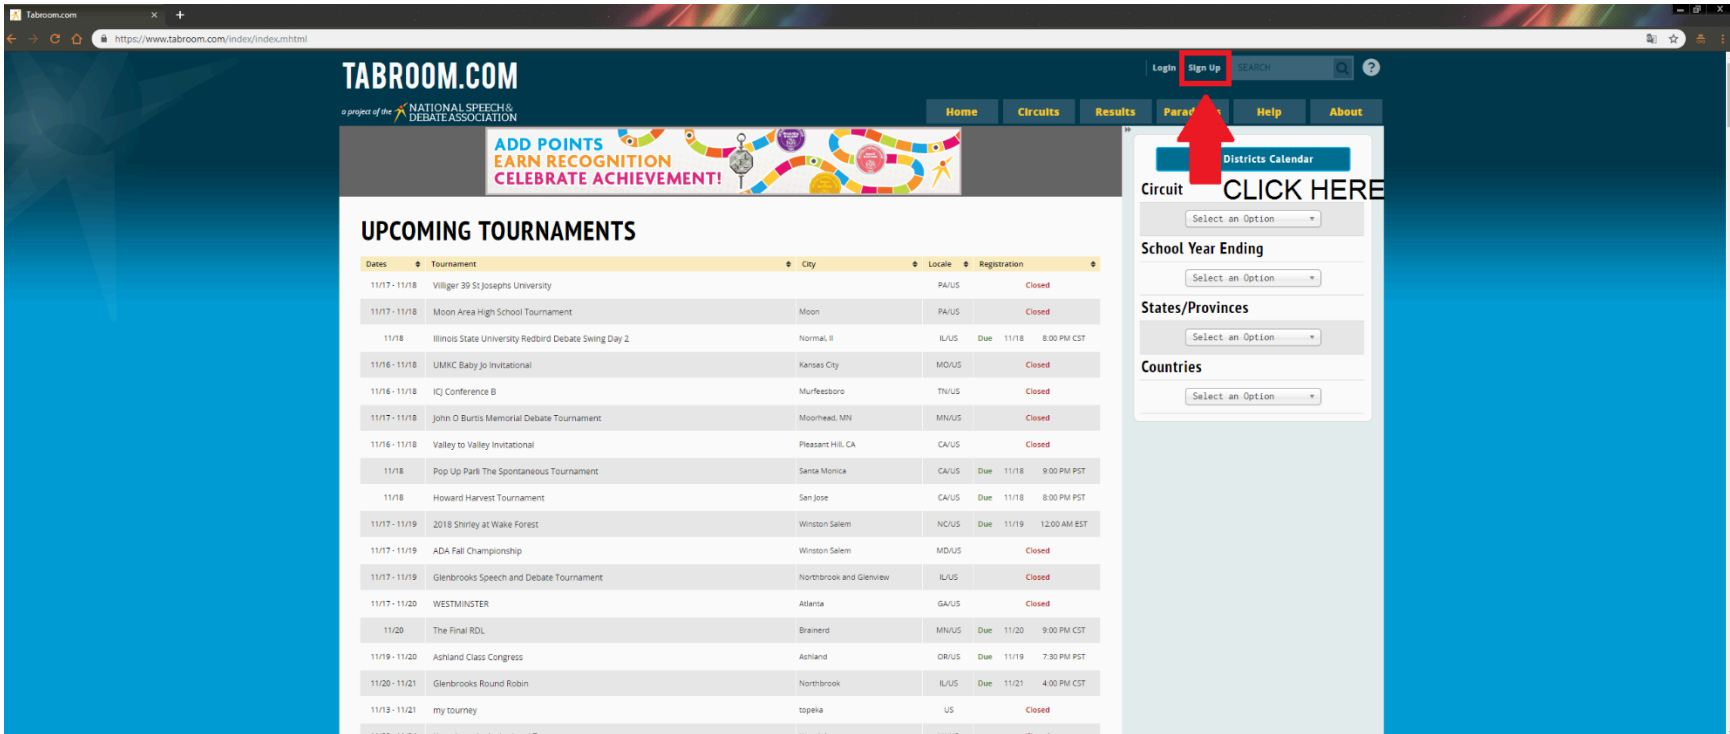 Tabroom.com
https://www.tabroom.com/index/index.mhtml
TABROOM.COM
a project of the NATIONAL SPEECH & DEBATE ASSOCIATION
Login Sign Up SEARCH ?
Home Circuits Results Help About
ADD POINTS
EARN RECOGNITION
CELEBRATE ACHIEVEMENT!
Districts Calendar
CLICK HERE
Circuit
Select an Option
School Year Ending
Select an Option
States/Provinces
Select an Option
Countries
Select an Option
UPCOMING TOURNAMENTS
Dates Tournament City Locale Registration
11/17 - 11/18 Villiger 39 St Josephs University PA/US Closed
11/17 - 11/18 Moon Area High School Tournament Moon PA/US Closed
11/18 Illinois State University Redbird Debate Swing Day 2 Normal, Il IL/US Due 11/18 8:00 PM CST
11/16 - 11/18 UMKC Baby Jo Invitational Kansas City MO/US Closed
11/16 - 11/18 ICJ Conference B Murfeesboro TN/US Closed
11/17 - 11/18 John O Burtis Memorial Debate Tournament Moorhead, MN MN/US Closed
11/16 - 11/18 Valley to Valley Invitational Pleasant Hill, CA CA/US Closed
11/18 Pop Up Parli The Spontaneous Tournament Santa Monica CA/US Due 11/18 9:00 PM PST
11/18 Howard Harvest Tournament San Jose CA/US Due 11/18 8:00 PM PST
11/17 - 11/19 2018 Shirley at Wake Forest Winston Salem NC/US Due 11/19 12:00 AM EST
11/17 - 11/19 ADA Fall Championship Winston Salem MD/US Closed
11/17 - 11/19 Glenbrooks Speech and Debate Tournament Northbrook and Glenview IL/US Closed
11/17 - 11/20 WESTMINSTER Atlanta GA/US Closed
11/20 The Final RDL Brainerd MN/US Due 11/20 9:00 PM CST
11/19 - 11/20 Ashland Class Congress Ashland OR/US Due 11/19 7:30 PM PST
11/20 - 11/21 Glenbrooks Round Robin Northbrook IL/US Due 11/21 4:00 PM CST
11/13 - 11/21 my tourney topeka US Closed